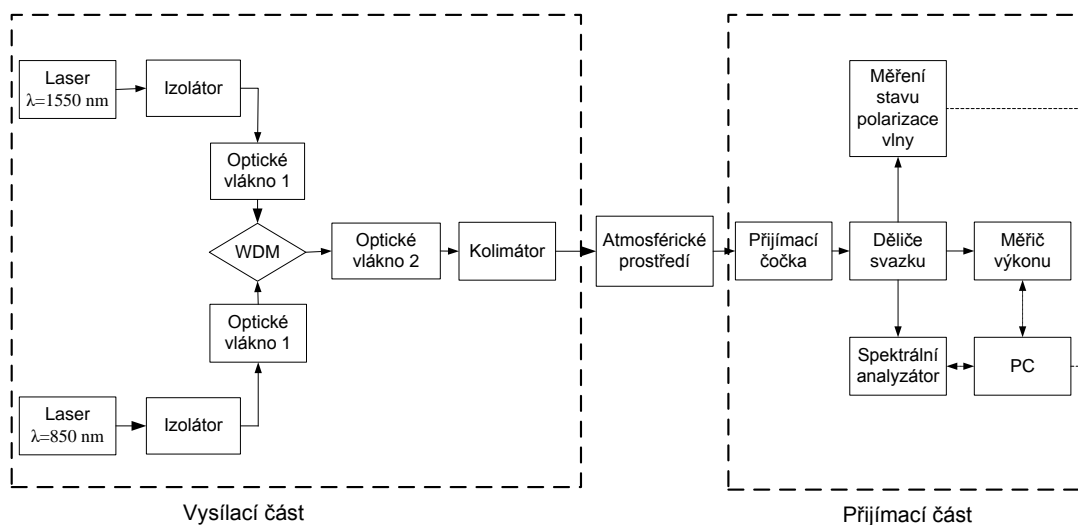 Laser
λ=1550 nm
Izolátor
Optické
vlákno 1
WDM
Optické
vlákno 1
Laser
λ=850 nm
Izolátor
Optické
vlákno 2
Kolimátor
Vysílací část
Atmosférické
prostředí
Měření
stavu
polarizace
vlny
Přijímací
čočka
Děliče
svazku
Měřič
výkonu
Spektrální
analyzátor
PC
Přijímací část